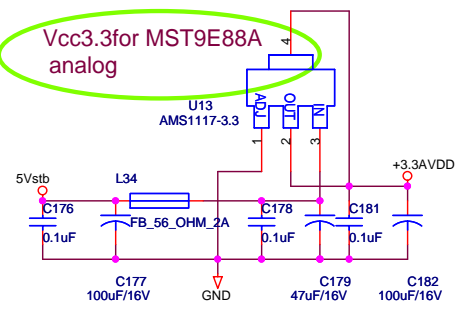 Vcc3.3for MST9E88A
analog
4
U13
AMS1117-3.3
ADJ
OUT
IN
1
2
3
5Vstb
L34
+3.3AVDD
C176
C178
C181
FB_56_OHM_2A
0.1uF
0.1uF
0.1uF
C177
C179
C182
100uF/16V
GND
47uF/16V
100uF/16V